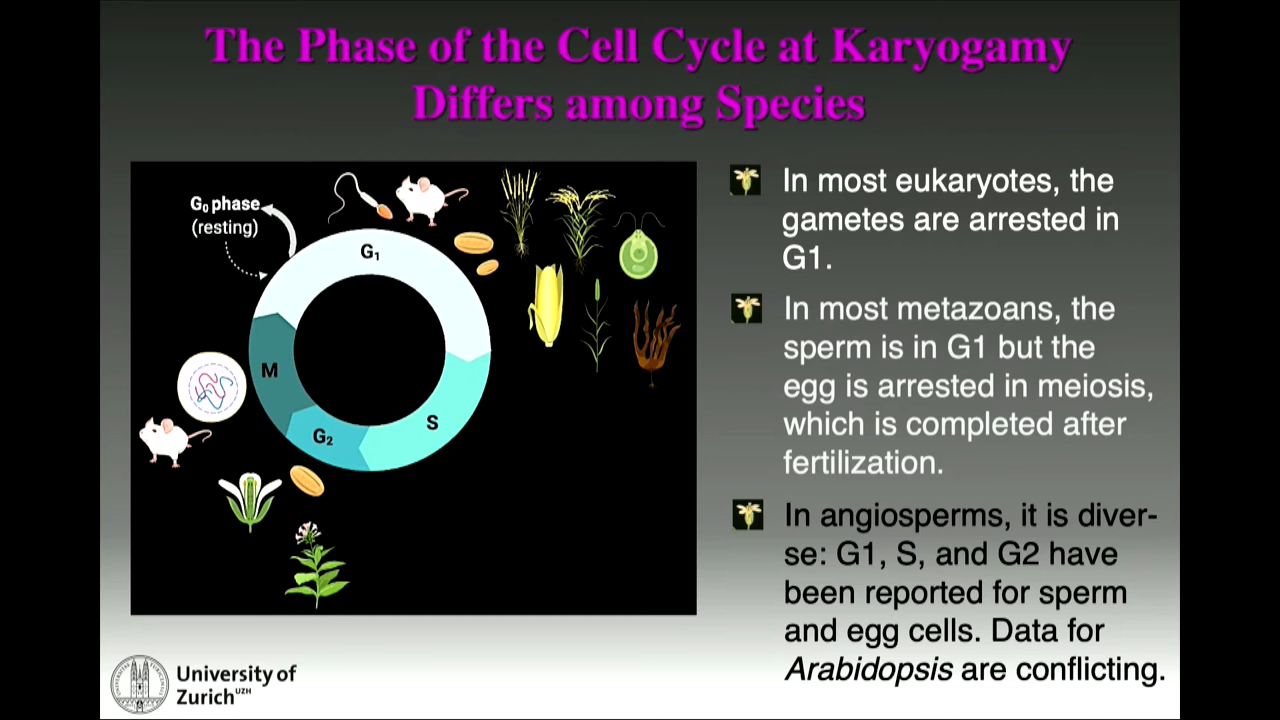 The Phase of the Cell Cycle at Karyogamy
Differs among Species
G₀ phase
(resting)
G₁
M
S
G₂
In most eukaryotes, the
gametes are arrested in
G1.
In most metazoans, the
sperm is in G1 but the
egg is arrested in meiosis,
which is completed after
fertilization.
In angiosperms, it is diver-
se: G1, S, and G2 have
been reported for sperm
and egg cells. Data for
Arabidopsis are conflicting.
University of
Zurich UZH